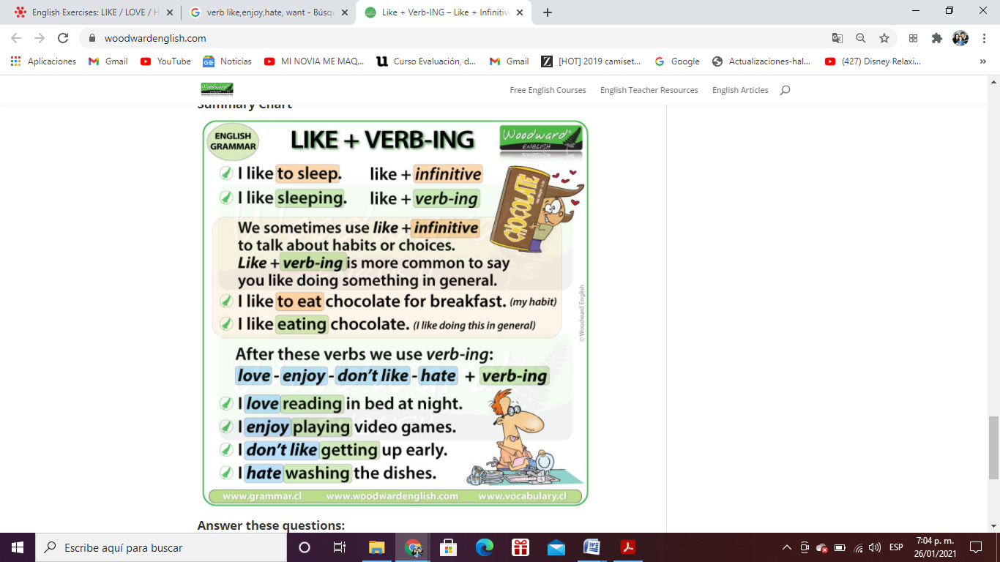 English Exercises: LIKE / LOVE / H
verb like,enjoy,hate, want - Búsqu
Like + Verb-ING – Like + Infinitiv
woodwardenglish.com
Aplicaciones
Gmail
YouTube
Noticias
MI NOVIA ME MAQ...
Curso Evaluación, d...
Gmail
[HOT] 2019 camiset...
Google
Actualizaciones-hal...
(427) Disney Relaxi...
»
Free English Courses
English Teacher Resources
English Articles
Summary Chart
ENGLISH
GRAMMAR
LIKE + VERB-ING
Woodward®
ENGLISH
I like to sleep. like + infinitive
I like sleeping. like + verb-ing
CHOCOLATE
We sometimes use like + infinitive
to talk about habits or choices.
Like + verb-ing is more common to say
you like doing something in general.
I like to eat chocolate for breakfast. (my habit)
I like eating chocolate. (I like doing this in general)
© Woodward English
After these verbs we use verb-ing:
love - enjoy - don't like - hate + verb-ing
I love reading in bed at night.
I enjoy playing video games.
I don't like getting up early.
I hate washing the dishes.
www.grammar.cl www.woodwardenglish.com www.vocabulary.cl
Answer these questions:
Escribe aquí para buscar
ESP
7:04 p. m.
26/01/2021